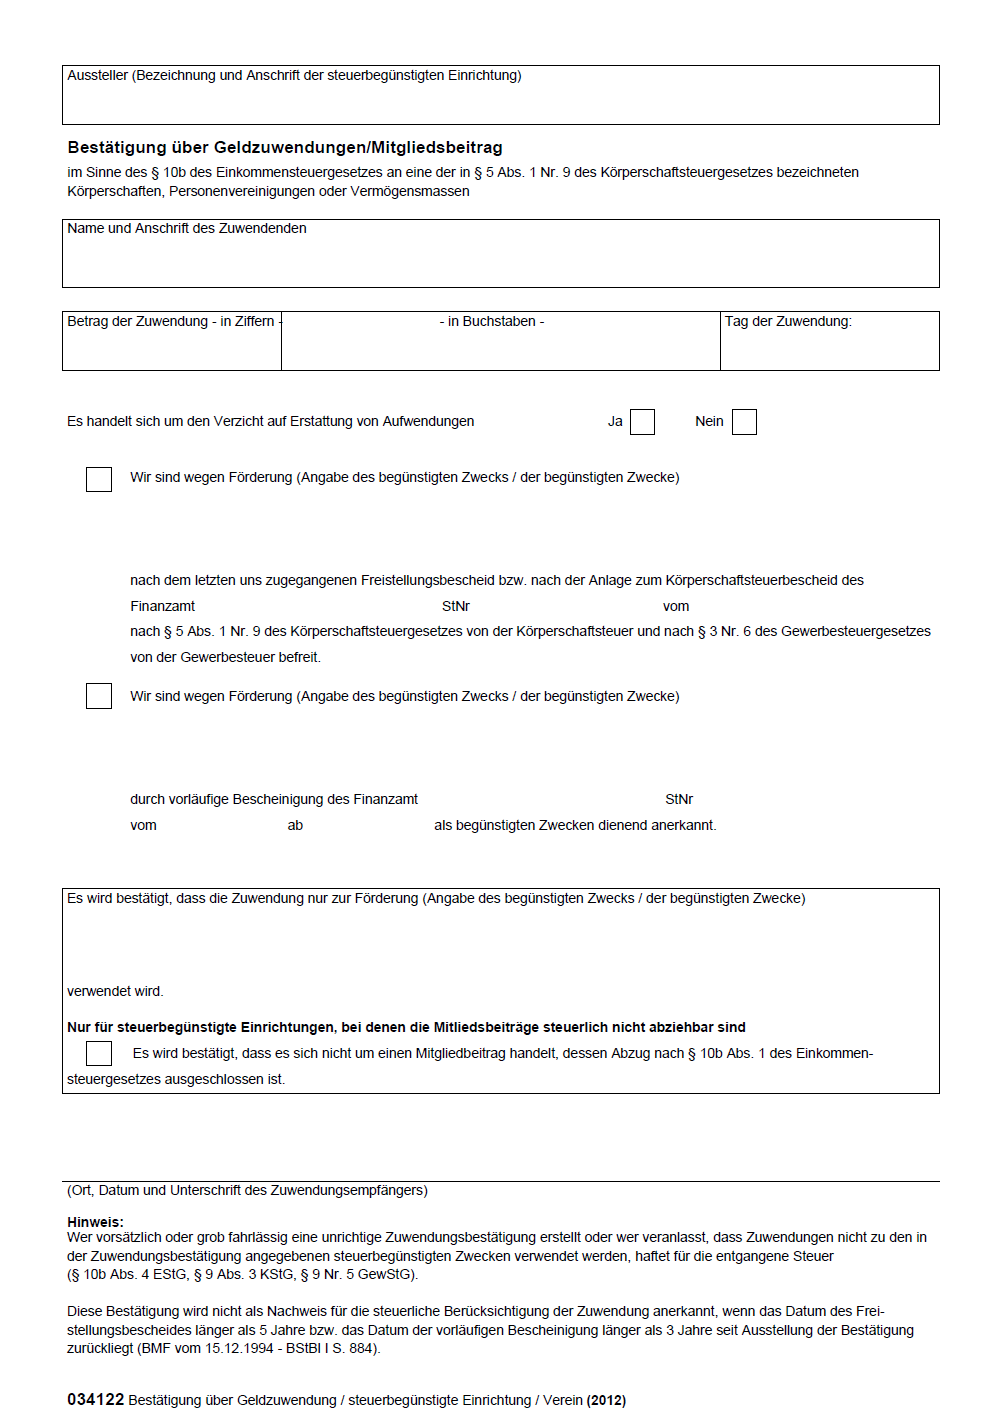 Aussteller (Bezeichnung und Anschrift der steuerbegünstigten Einrichtung)
Bestätigung über Geldzuwendungen/Mitgliedsbeitrag
im Sinne des § 10b des Einkommensteuergesetzes an eine der in § 5 Abs. 1 Nr. 9 des Körperschaftsteuergesetzes bezeichneten
Körperschaften, Personenvereinigungen oder Vermögensmassen
Name und Anschrift des Zuwendenden
Betrag der Zuwendung - in Ziffern - - in Buchstaben - Tag der Zuwendung:
Es handelt sich um den Verzicht auf Erstattung von Aufwendungen Ja Nein
Wir sind wegen Förderung (Angabe des begünstigten Zwecks / der begünstigten Zwecke)
nach dem letzten uns zugegangenen Freistellungsbescheid bzw. nach der Anlage zum Körperschaftsteuerbescheid des
Finanzamt StNr vom
nach § 5 Abs. 1 Nr. 9 des Körperschaftsteuergesetzes von der Körperschaftsteuer und nach § 3 Nr. 6 des Gewerbesteuergesetzes
von der Gewerbesteuer befreit.
Wir sind wegen Förderung (Angabe des begünstigten Zwecks / der begünstigten Zwecke)
durch vorläufige Bescheinigung des Finanzamt StNr
vom ab als begünstigten Zwecken dienend anerkannt.
Es wird bestätigt, dass die Zuwendung nur zur Förderung (Angabe des begünstigten Zwecks / der begünstigten Zwecke)
verwendet wird.
Nur für steuerbegünstigte Einrichtungen, bei denen die Mitliedsbeiträge steuerlich nicht abziehbar sind
Es wird bestätigt, dass es sich nicht um einen Mitgliedbeitrag handelt, dessen Abzug nach § 10b Abs. 1 des Einkommen-
steuergesetzes ausgeschlossen ist.
(Ort, Datum und Unterschrift des Zuwendungsempfängers)
Hinweis:
Wer vorsätzlich oder grob fahrlässig eine unrichtige Zuwendungsbestätigung erstellt oder wer veranlasst, dass Zuwendungen nicht zu den in
der Zuwendungsbestätigung angegebenen steuerbegünstigten Zwecken verwendet werden, haftet für die entgangene Steuer
(§ 10b Abs. 4 EStG, § 9 Abs. 3 KStG, § 9 Nr. 5 GewStG).
Diese Bestätigung wird nicht als Nachweis für die steuerliche Berücksichtigung der Zuwendung anerkannt, wenn das Datum des Frei-
stellungsbescheides länger als 5 Jahre bzw. das Datum der vorläufigen Bescheinigung länger als 3 Jahre seit Ausstellung der Bestätigung
zurückliegt (BMF vom 15.12.1994 - BStBl I S. 884).
034122 Bestätigung über Geldzuwendung / steuerbegünstigte Einrichtung / Verein (2012)